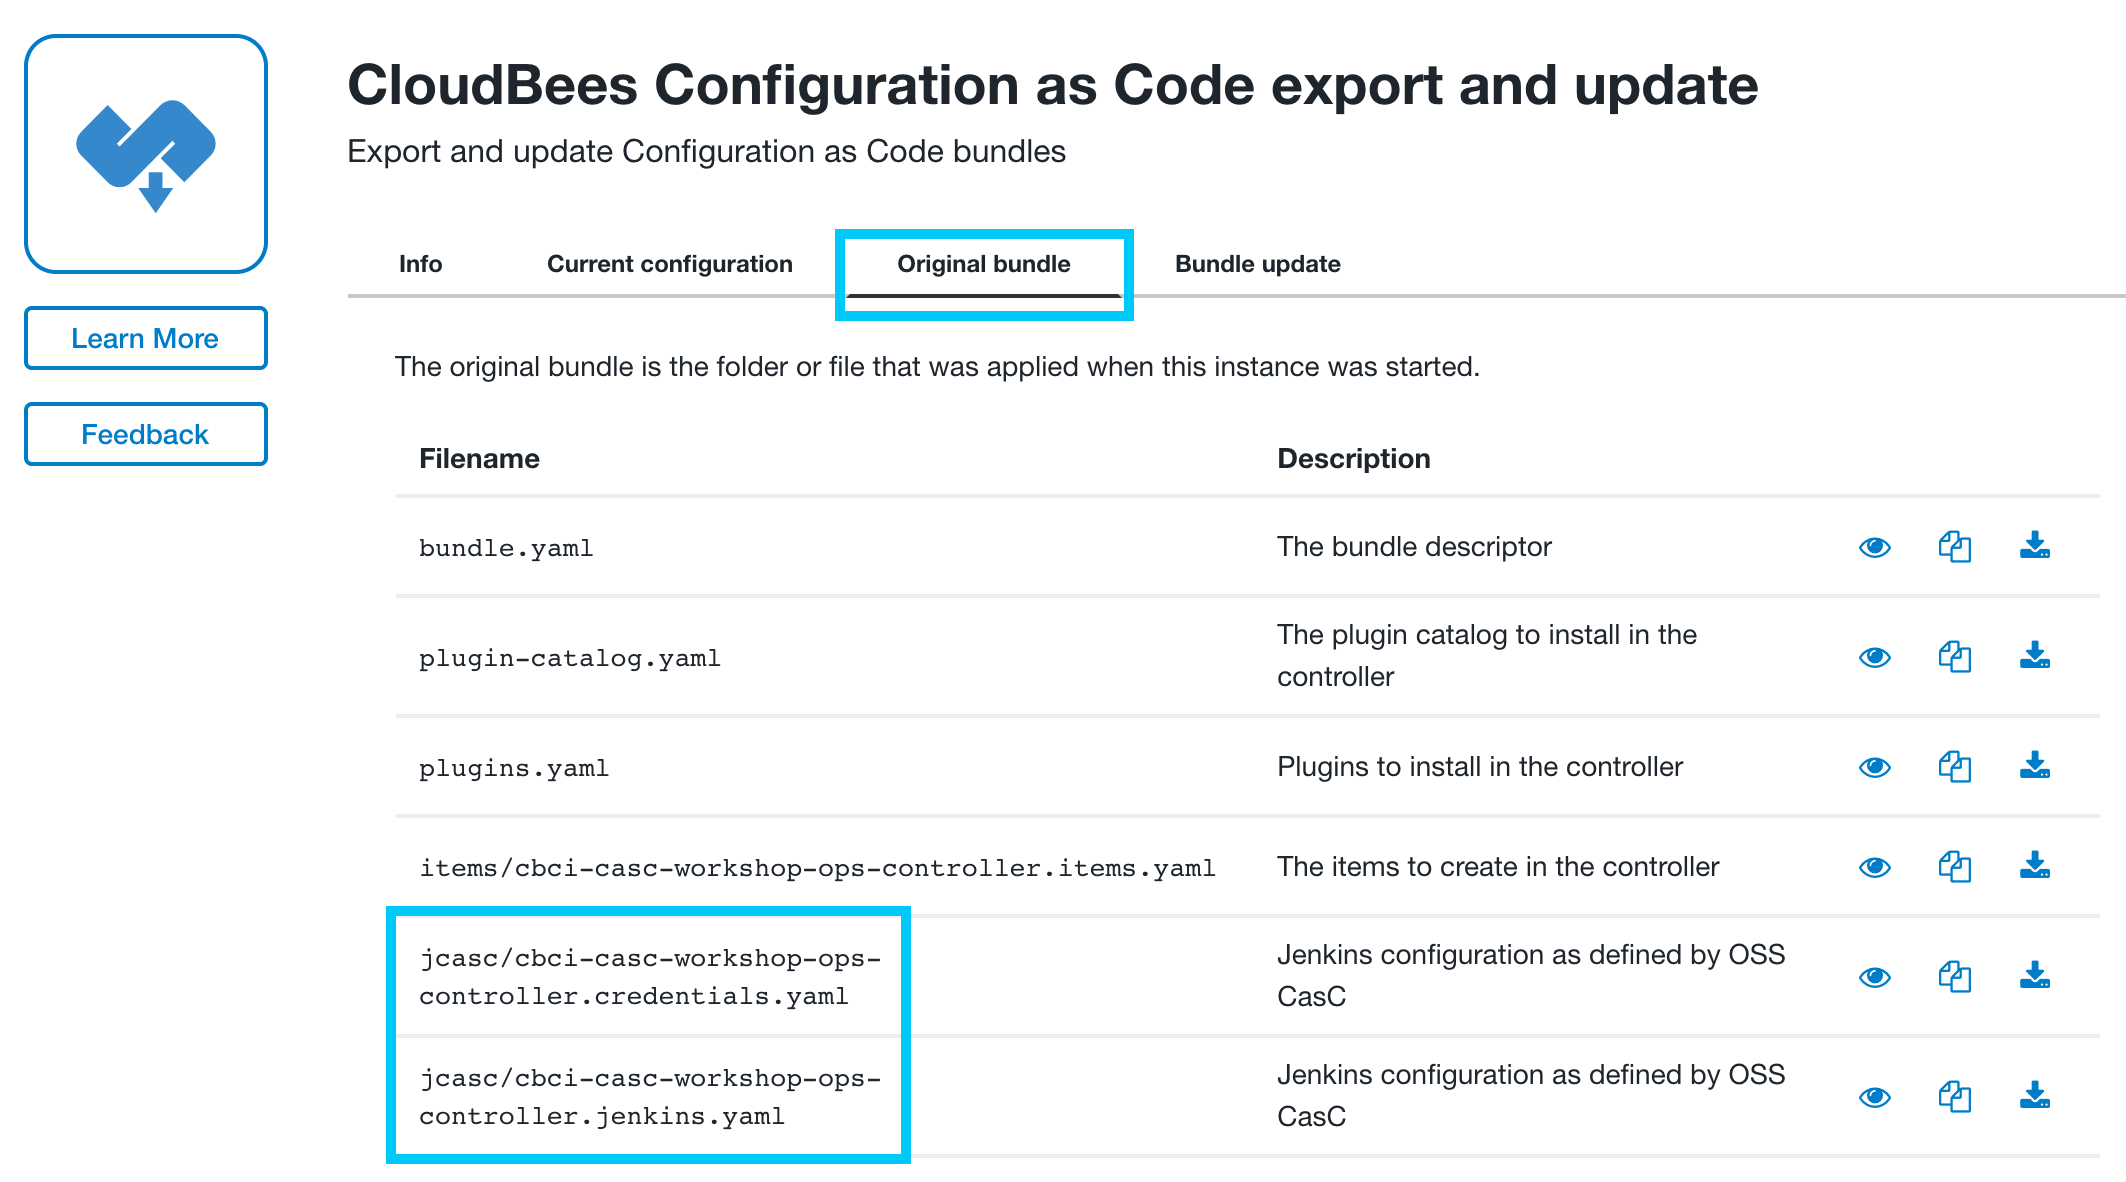 CloudBees Configuration as Code export and update
Export and update Configuration as Code bundles
Info
Current configuration
Original bundle
Bundle update
Learn More
Feedback
The original bundle is the folder or file that was applied when this instance was started.
Filename
Description
bundle.yaml
The bundle descriptor
plugin-catalog.yaml
The plugin catalog to install in the
controller
plugins.yaml
Plugins to install in the controller
items/cbci-casc-workshop-ops-controller.items.yaml
The items to create in the controller
jcasc/cbci-casc-workshop-ops-
controller.credentials.yaml
Jenkins configuration as defined by OSS
CasC
jcasc/cbci-casc-workshop-ops-
controller.jenkins.yaml
Jenkins configuration as defined by OSS
CasC